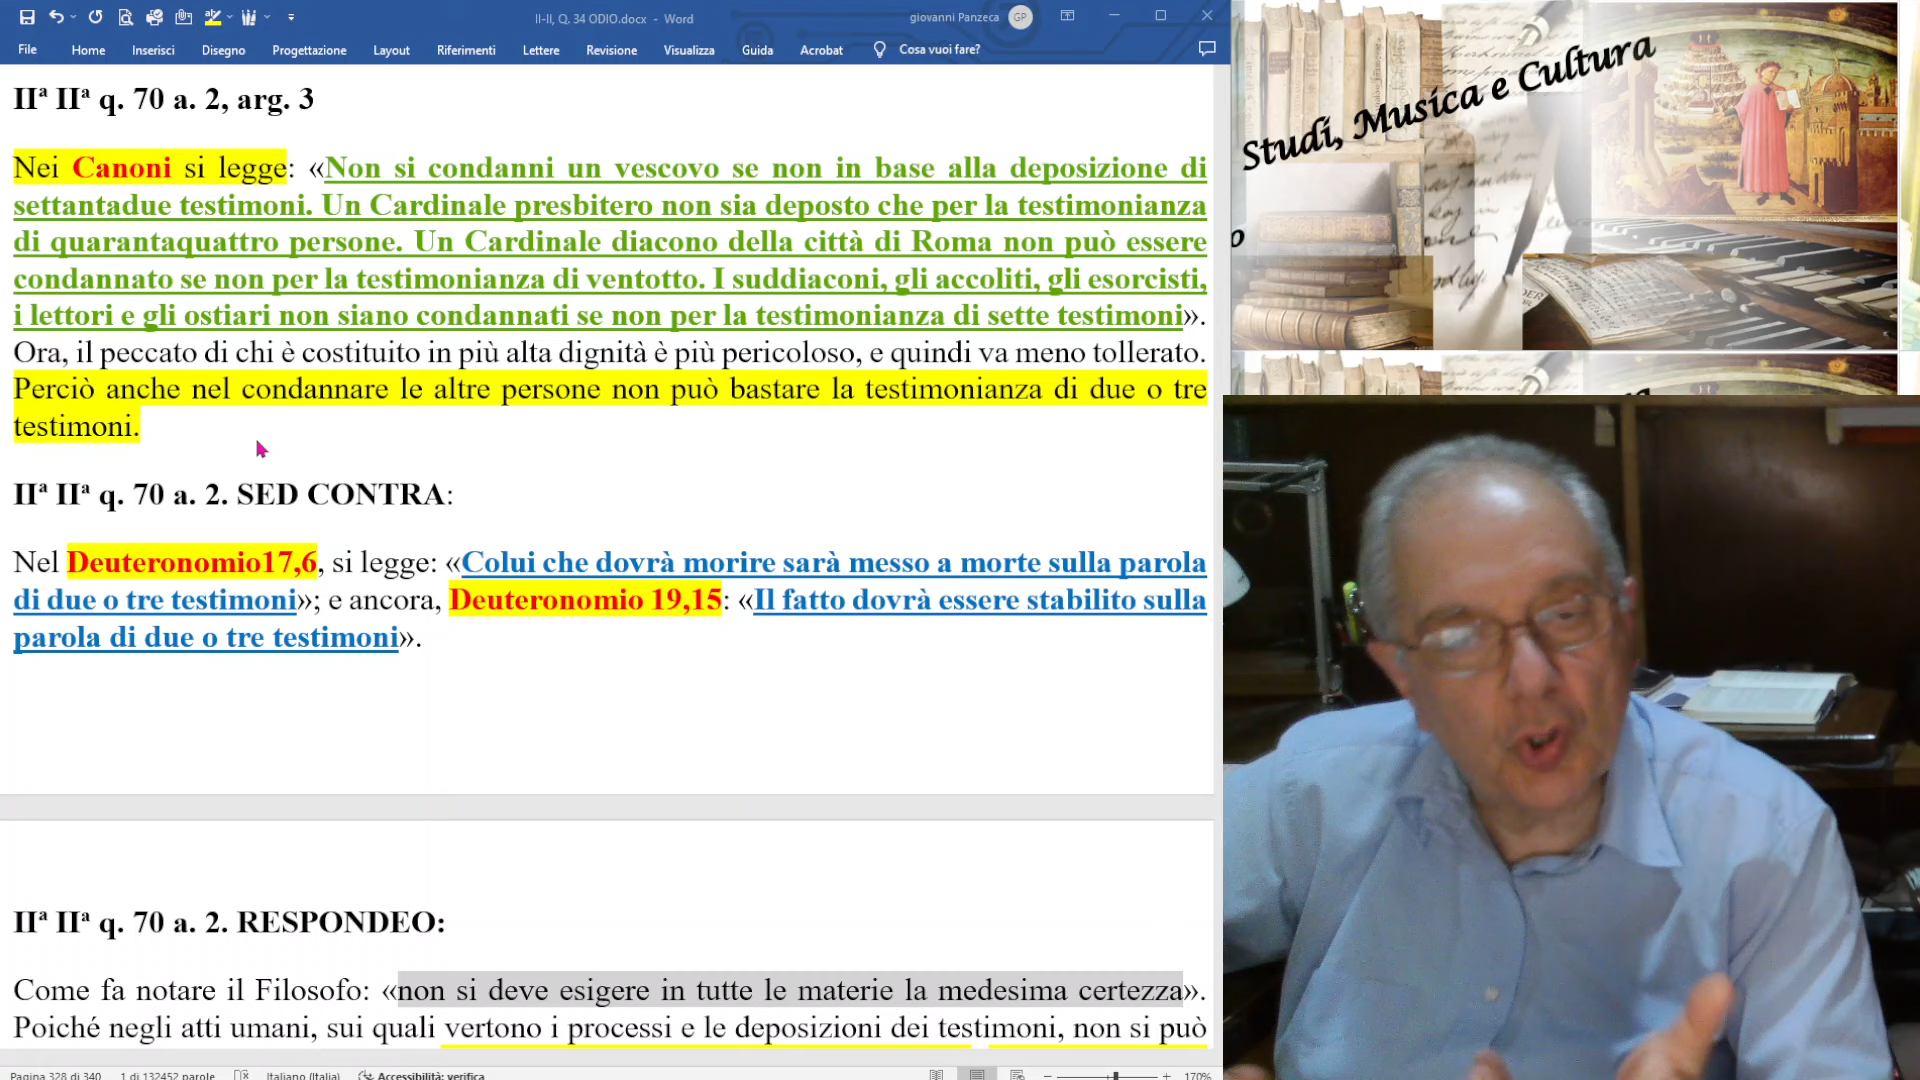 II-II, Q. 34 ODIO.docx - Word
giovanni Panzeca
GP
File Home Inserisci Disegno Progettazione Layout Riferimenti Lettere Revisione Visualizza Guida Acrobat Cosa vuoi fare?
IIª IIª q. 70 a. 2, arg. 3
Nei Canoni si legge: «Non si condanni un vescovo se non in base alla deposizione di
settantadue testimoni. Un Cardinale presbitero non sia deposto che per la testimonianza
di quarantaquattro persone. Un Cardinale diacono della città di Roma non può essere
condannato se non per la testimonianza di ventotto. I suddiaconi, gli accoliti, gli esorcisti,
i lettori e gli ostiari non siano condannati se non per la testimonianza di sette testimoni».
Ora, il peccato di chi è costituito in più alta dignità è più pericoloso, e quindi va meno tollerato.
Perciò anche nel condannare le altre persone non può bastare la testimonianza di due o tre
testimoni.
IIª IIª q. 70 a. 2. SED CONTRA:
Nel Deuteronomio17,6, si legge: «Colui che dovrà morire sarà messo a morte sulla parola
di due o tre testimoni»; e ancora, Deuteronomio 19,15: «Il fatto dovrà essere stabilito sulla
parola di due o tre testimoni».
IIª IIª q. 70 a. 2. RESPONDEO:
Come fa notare il Filosofo: «non si deve esigere in tutte le materie la medesima certezza».
Poiché negli atti umani, sui quali vertono i processi e le deposizioni dei testimoni, non si può
Pagina 328 di 340 1 di 132452 parole Italiano (Italia) Accessibilità: verifica 170%
Studi, Musica e Cultura